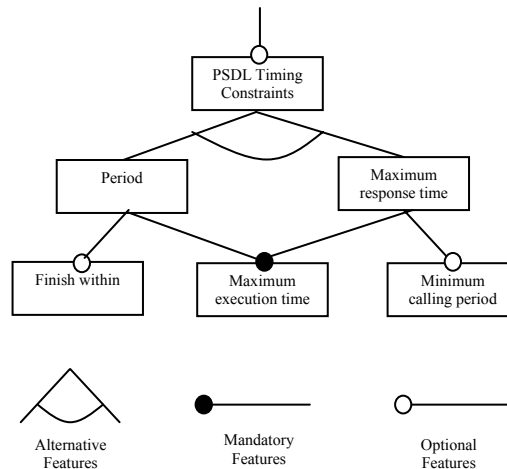 PSDL Timing
Constraints
Period
Maximum
response time
Finish within
Maximum
execution time
Minimum
calling period
Alternative
Features
Mandatory
Features
Optional
Features